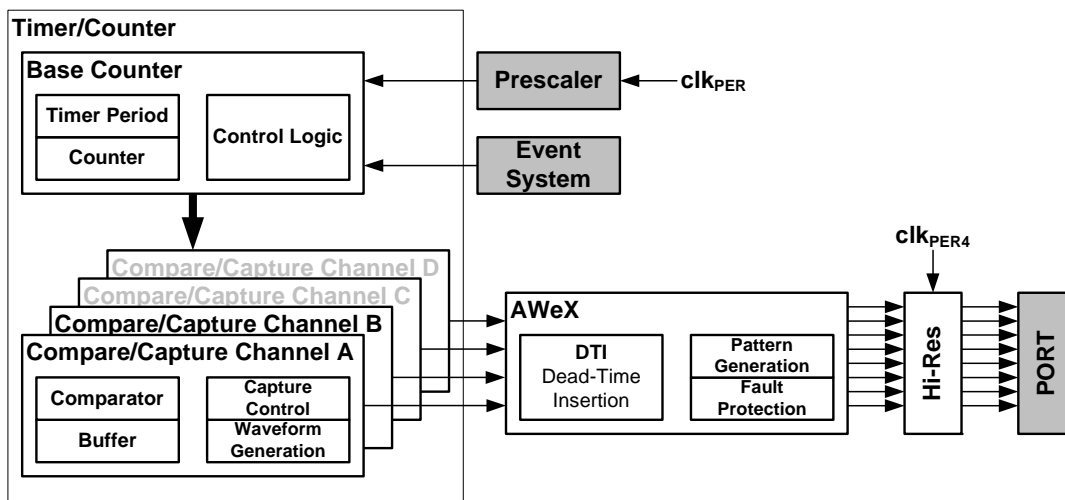 Timer/Counter
Base Counter
Timer Period
Counter
Control Logic
Prescaler
clkPER
Event
System
Compare/Capture Channel D
Compare/Capture Channel C
Compare/Capture Channel B
Compare/Capture Channel A
Comparator
Buffer
Capture
Control
Waveform
Generation
AWeX
DTI
Dead-Time
Insertion
Pattern
Generation
Fault
Protection
clkPER4
Hi-Res
PORT